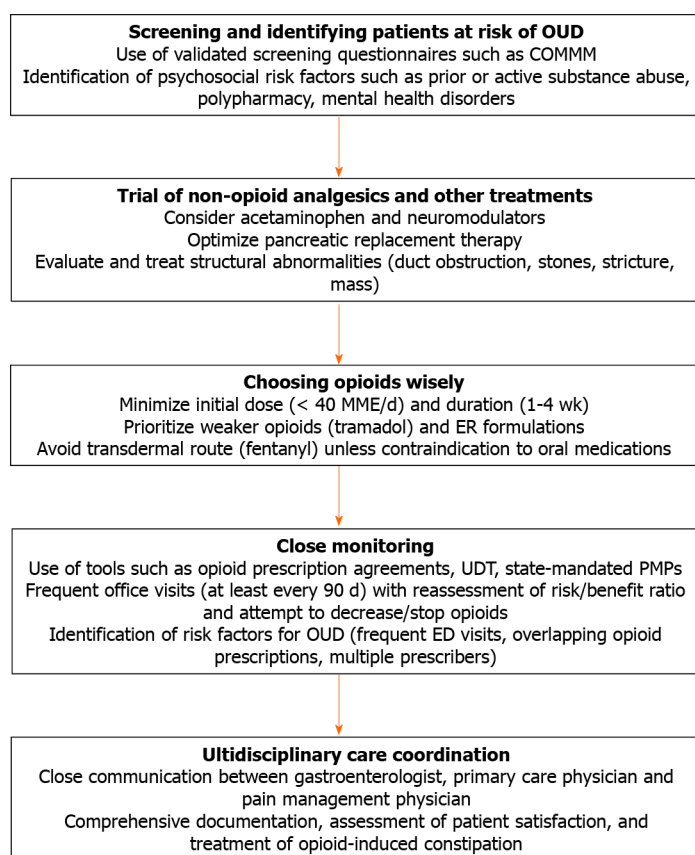 Screening and identifying patients at risk of OUD
Use of validated screening questionnaires such as COMMM
Identification of psychosocial risk factors such as prior or active substance abuse,
polypharmacy, mental health disorders
Trial of non-opioid analgesics and other treatments
Consider acetaminophen and neuromodulators
Optimize pancreatic replacement therapy
Evaluate and treat structural abnormalities (duct obstruction, stones, stricture,
mass)
Choosing opioids wisely
Minimize initial dose (< 40 MME/d) and duration (1-4 wk)
Prioritize weaker opioids (tramadol) and ER formulations
Avoid transdermal route (fentanyl) unless contraindication to oral medications
Close monitoring
Use of tools such as opioid prescription agreements, UDT, state-mandated PMPs
Frequent office visits (at least every 90 d) with reassessment of risk/benefit ratio
and attempt to decrease/stop opioids
Identification of risk factors for OUD (frequent ED visits, overlapping opioid
prescriptions, multiple prescribers)
Ultidisciplinary care coordination
Close communication between gastroenterologist, primary care physician and
pain management physician
Comprehensive documentation, assessment of patient satisfaction, and
treatment of opioid-induced constipation